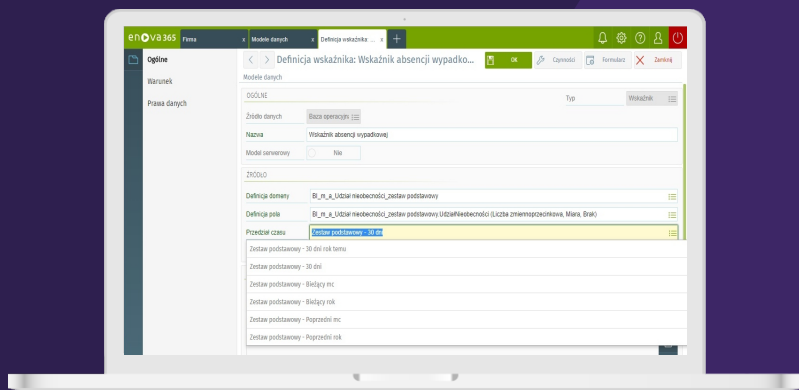 enova365 Firma x Modele danych x Definicja wskaźnika: ... x
Ogólne
Warunek
Prawa danych
Definicja wskaźnika: Wskaźnik absencji wypadko... OK Czynności Formularz Zamknij
Modele danych
OGÓLNE
Typ Wskaźnik
Źródło danych Baza operacyjn
Nazwa Wskaźnik absencji wypadkowej
Model serwerowy Nie
ŹRÓDŁO
Definicja domeny BI_m_a_Udział nieobecności_zestaw podstawowy
Definicja pola BI_m_a_Udział nieobecności_zestaw podstawowy.UdziałNieobecności (Liczba zmiennoprzecinkowa, Miara, Brak)
Przedział czasu Zestaw podstawowy - 30 dni
Zestaw podstawowy - 30 dni rok temu
Zestaw podstawowy - 30 dni
Zestaw podstawowy - Bieżący mc
Zestaw podstawowy - Bieżący rok
Zestaw podstawowy - Poprzedni mc
Zestaw podstawowy - Poprzedni rok